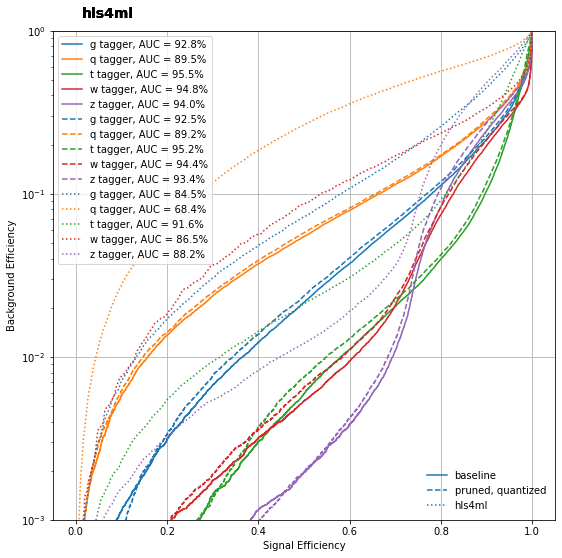 hls4ml
10⁰
g tagger, AUC = 92.8%
q tagger, AUC = 89.5%
t tagger, AUC = 95.5%
w tagger, AUC = 94.8%
z tagger, AUC = 94.0%
g tagger, AUC = 92.5%
q tagger, AUC = 89.2%
t tagger, AUC = 95.2%
w tagger, AUC = 94.4%
z tagger, AUC = 93.4%
g tagger, AUC = 84.5%
q tagger, AUC = 68.4%
t tagger, AUC = 91.6%
w tagger, AUC = 86.5%
z tagger, AUC = 88.2%
10⁻¹
Background Efficiency
10⁻²
baseline
pruned, quantized
hls4ml
10⁻³
0.0 0.2 0.4 0.6 0.8 1.0
Signal Efficiency